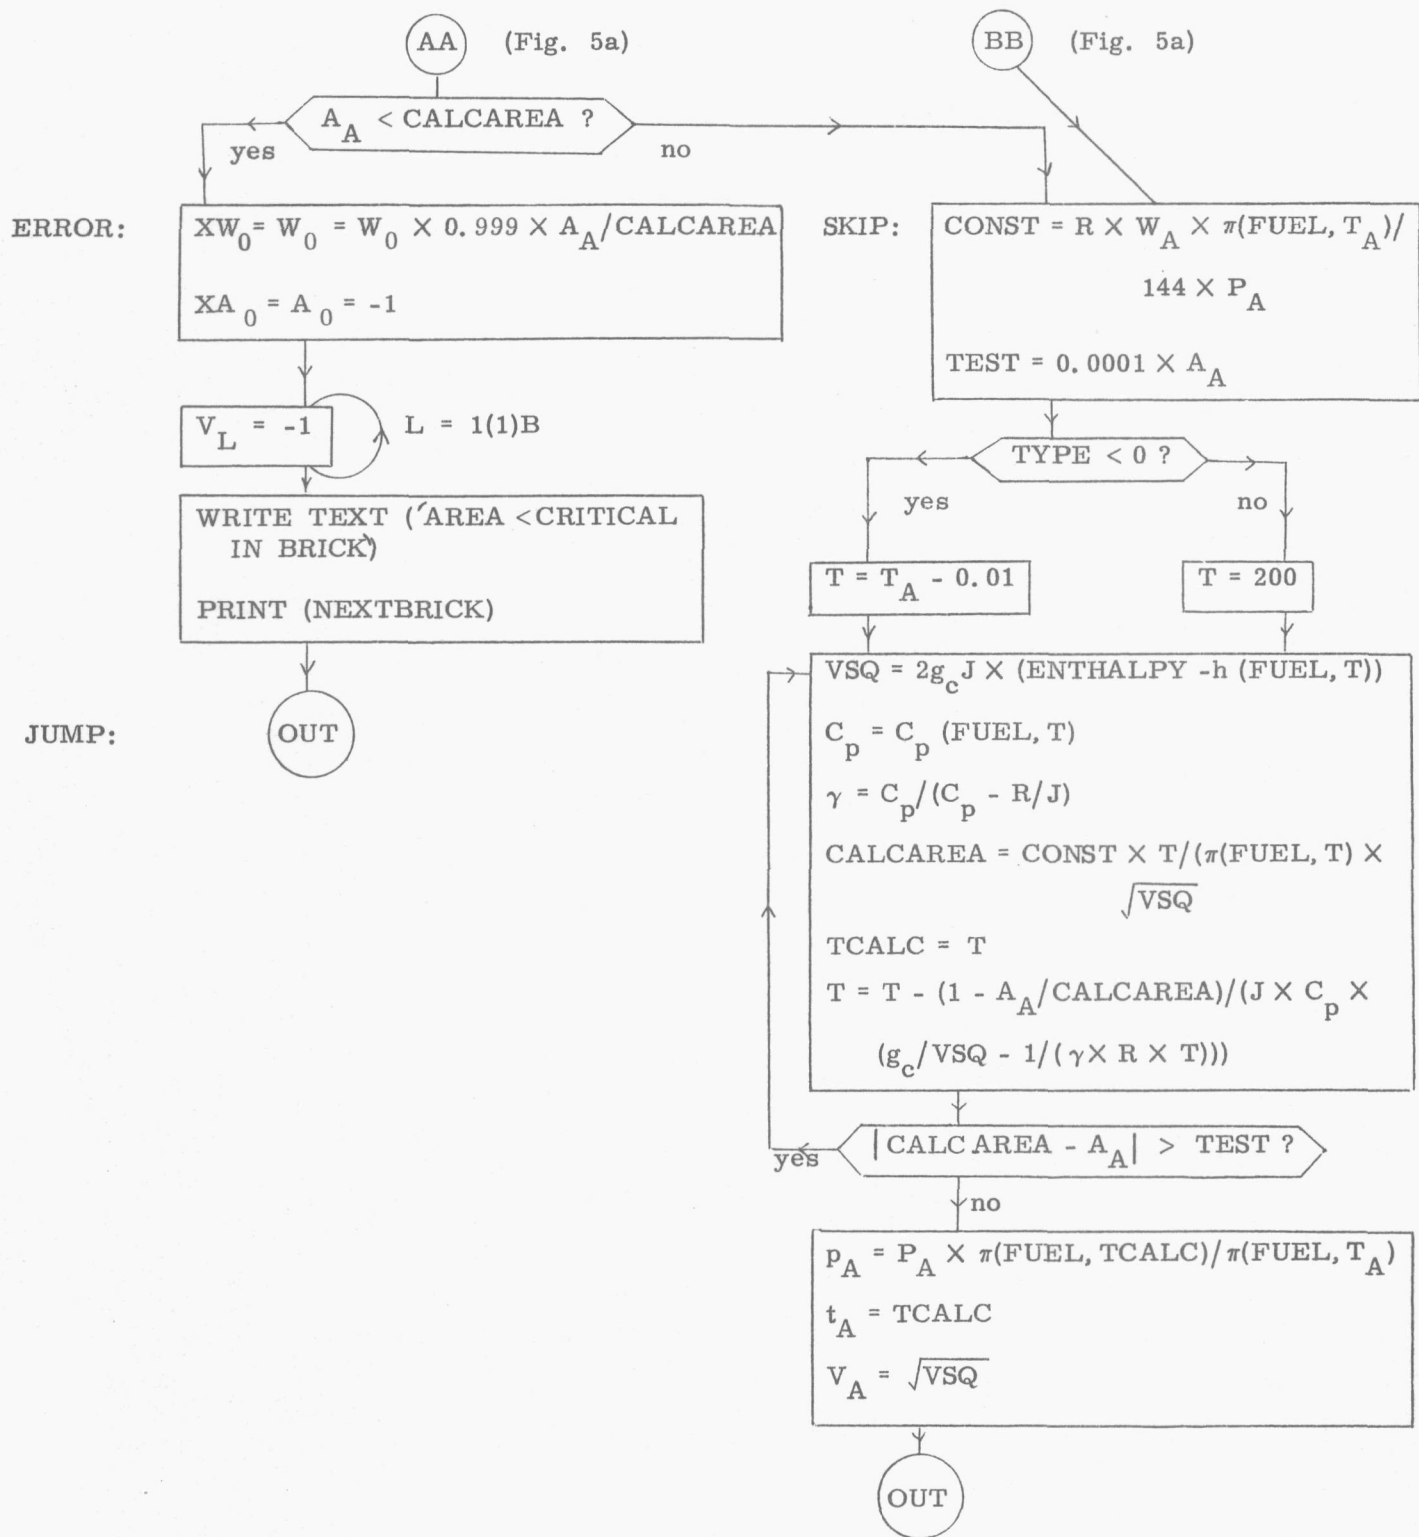 AA (Fig. 5a)
BB (Fig. 5a)
A_A < CALCAREA ?
yes
no
ERROR:
XW_0 = W_0 = W_0 × 0.999 × A_A/CALCAREA
XA_0 = A_0 = -1
SKIP:
CONST = R × W_A × π(FUEL, T_A)/
144 × P_A
TEST = 0.0001 × A_A
V_L = -1
L = 1(1)B
TYPE < 0 ?
yes
no
WRITE TEXT (‘AREA <CRITICAL
IN BRICK’)
PRINT (NEXTBRICK)
T = T_A - 0.01
T = 200
JUMP:
OUT
VSQ = 2g_c J × (ENTHALPY -h (FUEL, T))
C_p = C_p (FUEL, T)
γ = C_p/(C_p - R/J)
CALCAREA = CONST × T/(π(FUEL, T) ×
√VSQ
TCALC = T
T = T - (1 - A_A/CALCAREA)/(J × C_p ×
(g_c/VSQ - 1/(γ× R × T)))
|CALCAREA - A_A| > TEST ?
yes
no
p_A = P_A × π(FUEL, TCALC)/π(FUEL, T_A)
t_A = TCALC
V_A = √VSQ
OUT